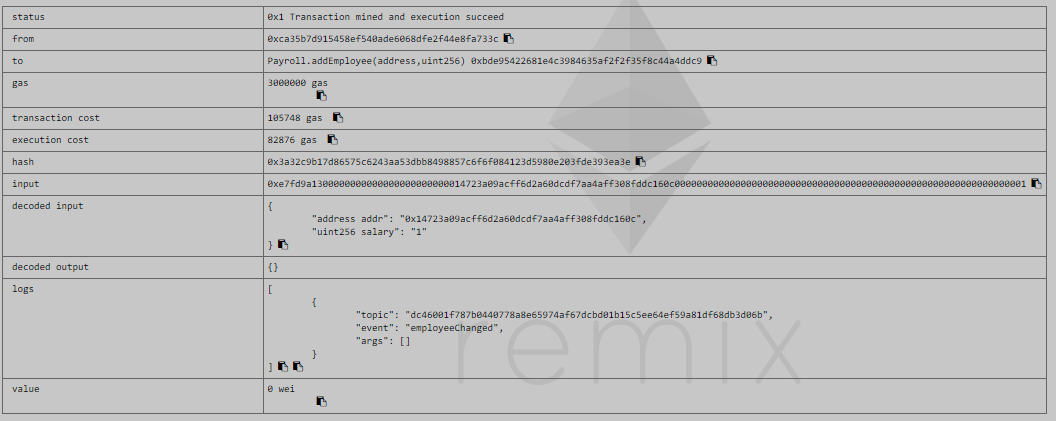 status 0x1 Transaction mined and execution succeed
from 0xca35b7d915458ef540ade6068dfe2f44e8fa733c
to Payroll.addEmployee(address,uint256) 0xbde95422681e4c3984635af2f2f35f8c44a4ddc9
gas 3000000 gas
transaction cost 105748 gas
execution cost 82876 gas
hash 0x3a32c9b17d86575c6243aa53dbb8498857c6f6f084123d5980e203fde393ea3e
input 0xe7fd9a1300000000000000000000000014723a09acff6d2a60dcdf7aa4aff308fddc160c0000000000000000000000000000000000000000000000000000000000000001
decoded input {
"address addr": "0x14723a09acff6d2a60dcdf7aa4aff308fddc160c",
"uint256 salary": "1"
}
decoded output {}
logs [
{
"topic": "dc46001f787b0440778a8e65974af67dcbd01b15c5ee64ef59a81df68db3d06b",
"event": "employeeChanged",
"args": []
}
]
value 0 wei
remix